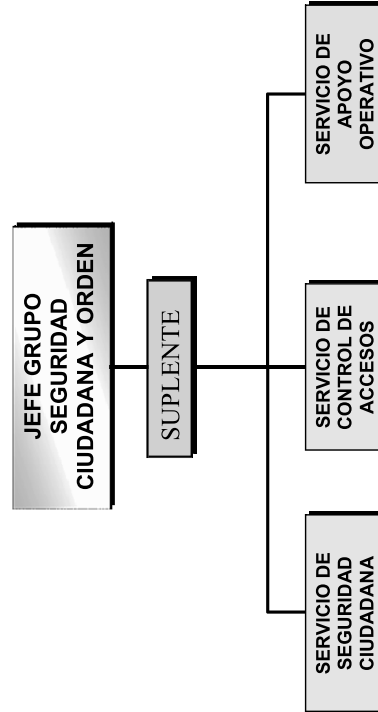 JEFE GRUPO
SEGURIDAD
CIUDADANA Y ORDEN
SUPLENTE
SERVICIO DE
SEGURIDAD
CIUDADANA
SERVICIO DE
CONTROL DE
ACCESOS
SERVICIO DE
APOYO
OPERATIVO